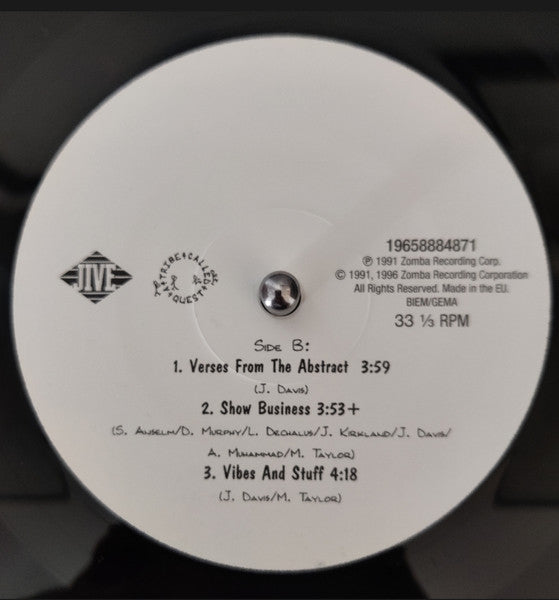 JIVE
A TRIBE CALLED QUEST
19658884871
℗ 1991 Zomba Recording Corp.
© 1991, 1996 Zomba Recording Corporation
All Rights Reserved. Made in the EU.
BIEM/GEMA
33 ⅓ RPM
Side B:
1. Verses From The Abstract 3:59
(J. Davis)
2. Show Business 3:53+
(S. Anselm/D. Murphy/L. Dechalus/J. Kirkland/J. Davis/
A. Muhammad/M. Taylor)
3. Vibes And Stuff 4:18
(J. Davis/M. Taylor)